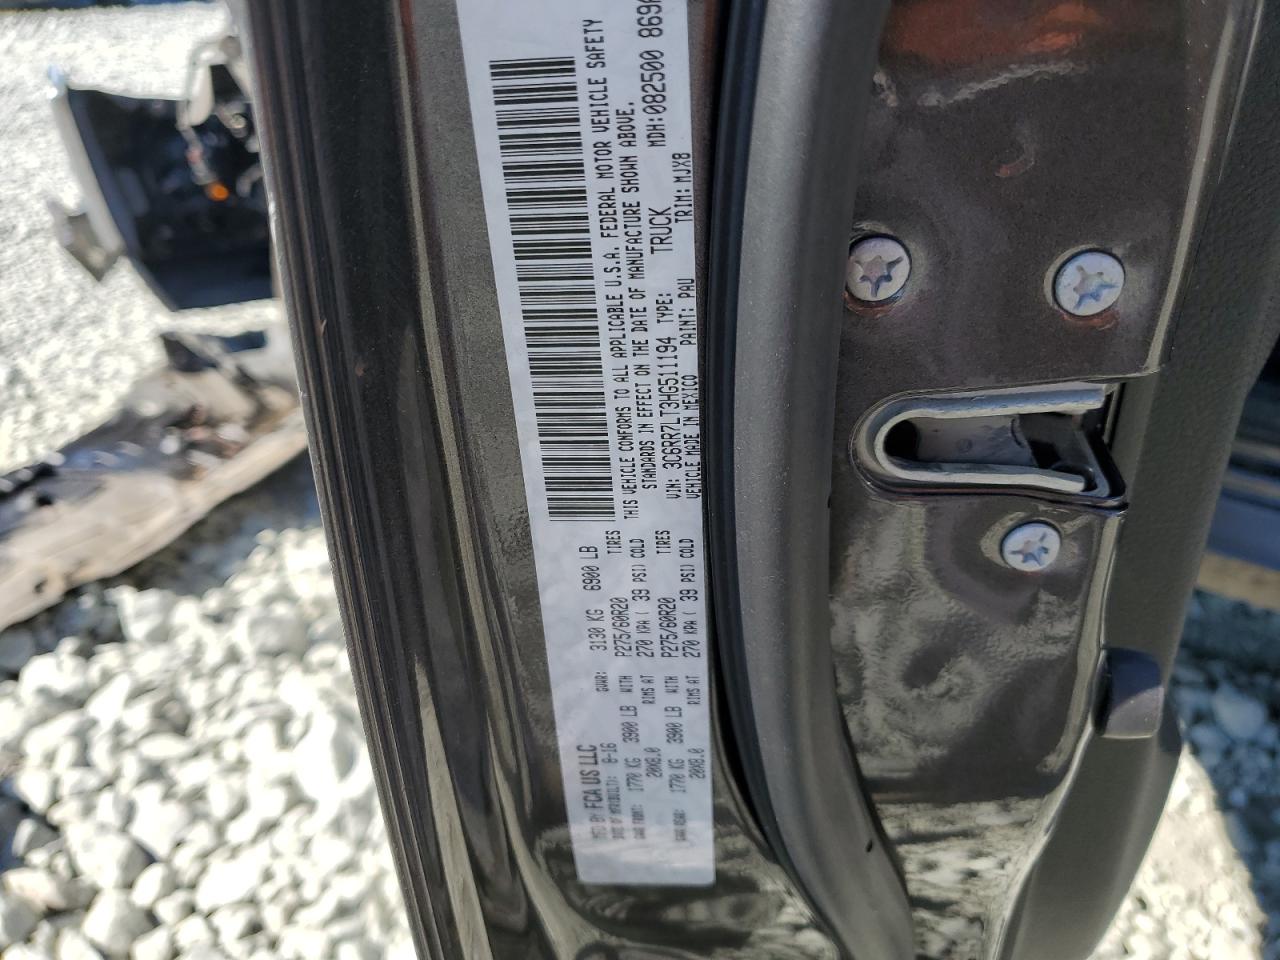 MFD BY: FCA US LLC
DATE OF MFR(BUILT): 8-16 GVWR: 3130 KG 6900 LB
GAWR FRONT: 1770 KG 3900 LB WITH P275/60R20 TIRES
20X8.0 RIMS AT 270 KPA ( 39 PSI) COLD
GAWR REAR: 1770 KG 3900 LB WITH P275/60R20 TIRES
20X8.0 RIMS AT 270 KPA ( 39 PSI) COLD
THIS VEHICLE CONFORMS TO ALL APPLICABLE U.S.A. FEDERAL MOTOR VEHICLE SAFETY
STANDARDS IN EFFECT ON THE DATE OF MANUFACTURE SHOWN ABOVE.
VIN: 3C6RR7LT3HG511194 TYPE: TRUCK MDH:082500 869
VEHICLE MADE IN MEXICO PAINT: PAU TRIM: MJX8